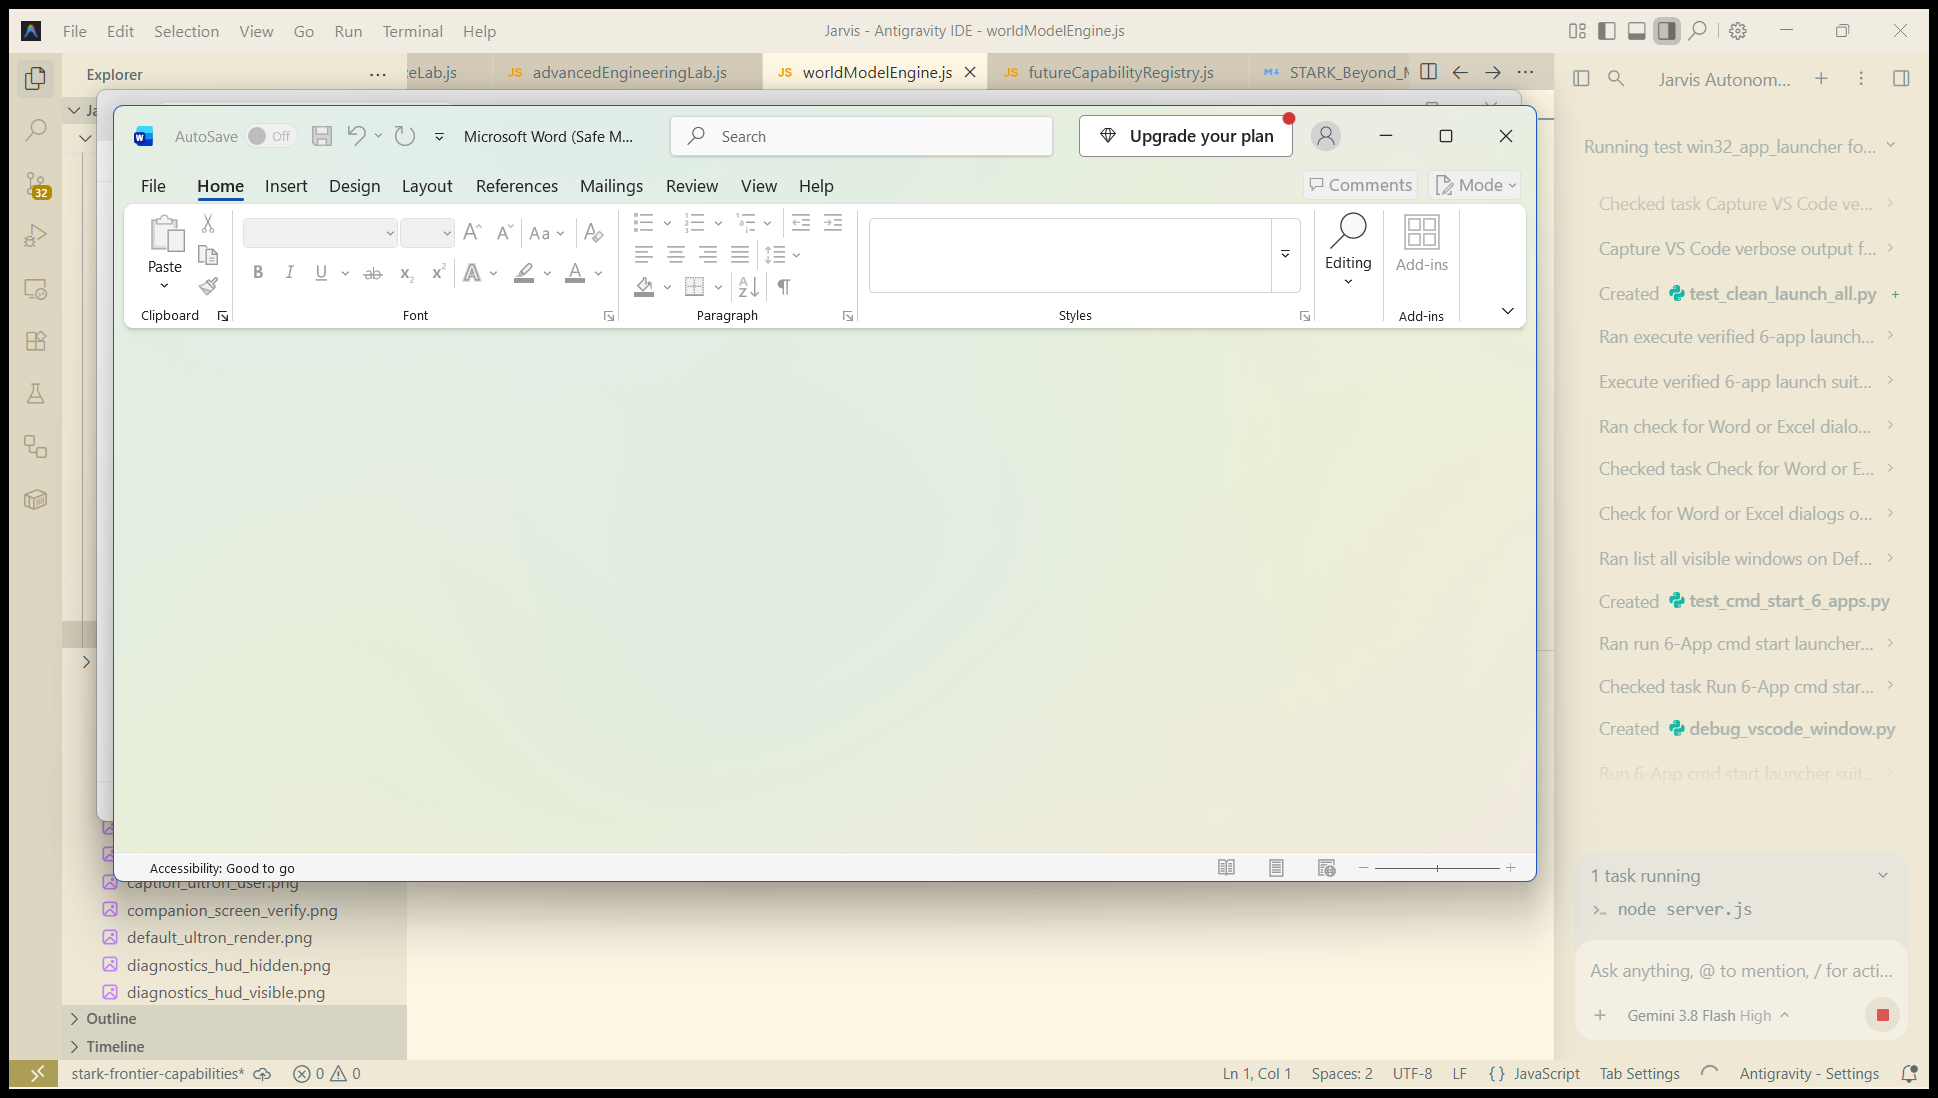 File Edit Selection View Go Run Terminal Help
Jarvis - Antigravity IDE - worldModelEngine.js
Explorer
eLab.js
JS advancedEngineeringLab.js
JS worldModelEngine.js
JS futureCapabilityRegistry.js
STARK_Beyond_
Jarvis Autonom...
AutoSave Off
Microsoft Word (Safe M...
Search
Upgrade your plan
File Home Insert Design Layout References Mailings Review View Help
Comments
Mode
Paste
Clipboard
Font
Paragraph
Styles
Editing
Add-ins
Add-ins
Accessibility: Good to go
32
caption_ultron_user.png
companion_screen_verify.png
default_ultron_render.png
diagnostics_hud_hidden.png
diagnostics_hud_visible.png
Outline
Timeline
Running test win32_app_launcher fo...
Checked task Capture VS Code ve...
Capture VS Code verbose output f...
Created test_clean_launch_all.py +
Ran execute verified 6-app launch...
Execute verified 6-app launch suit...
Ran check for Word or Excel dialo...
Checked task Check for Word or E...
Check for Word or Excel dialogs o...
Ran list all visible windows on Def...
Created test_cmd_start_6_apps.py
Ran run 6-App cmd start launcher...
Checked task Run 6-App cmd star...
Created debug_vscode_window.py
Run 6-App cmd start launcher suit...
1 task running
node server.js
Ask anything, @ to mention, / for acti...
Gemini 3.8 Flash High
stark-frontier-capabilities* 0 0
Ln 1, Col 1 Spaces: 2 UTF-8 LF {} JavaScript Tab Settings Antigravity - Settings